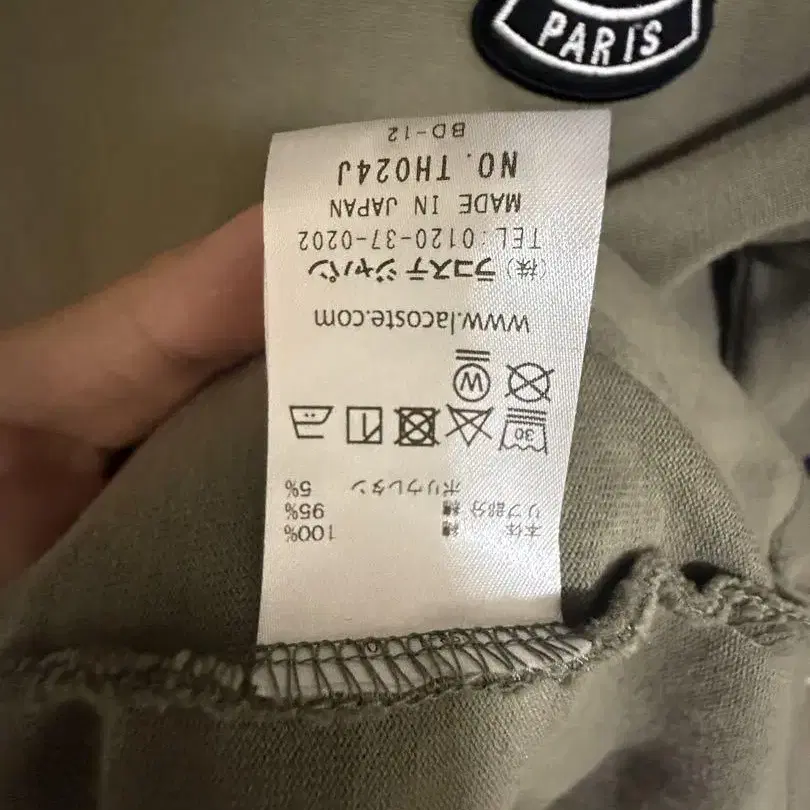 PARIS
本体 綿 100%
リブ部分 綿 95%
ポリウレタン 5%
30
W
www.lacoste.com
(株)ラコステジャパン
TEL:0120-37-0202
MADE IN JAPAN
NO. TH024J
BD-12